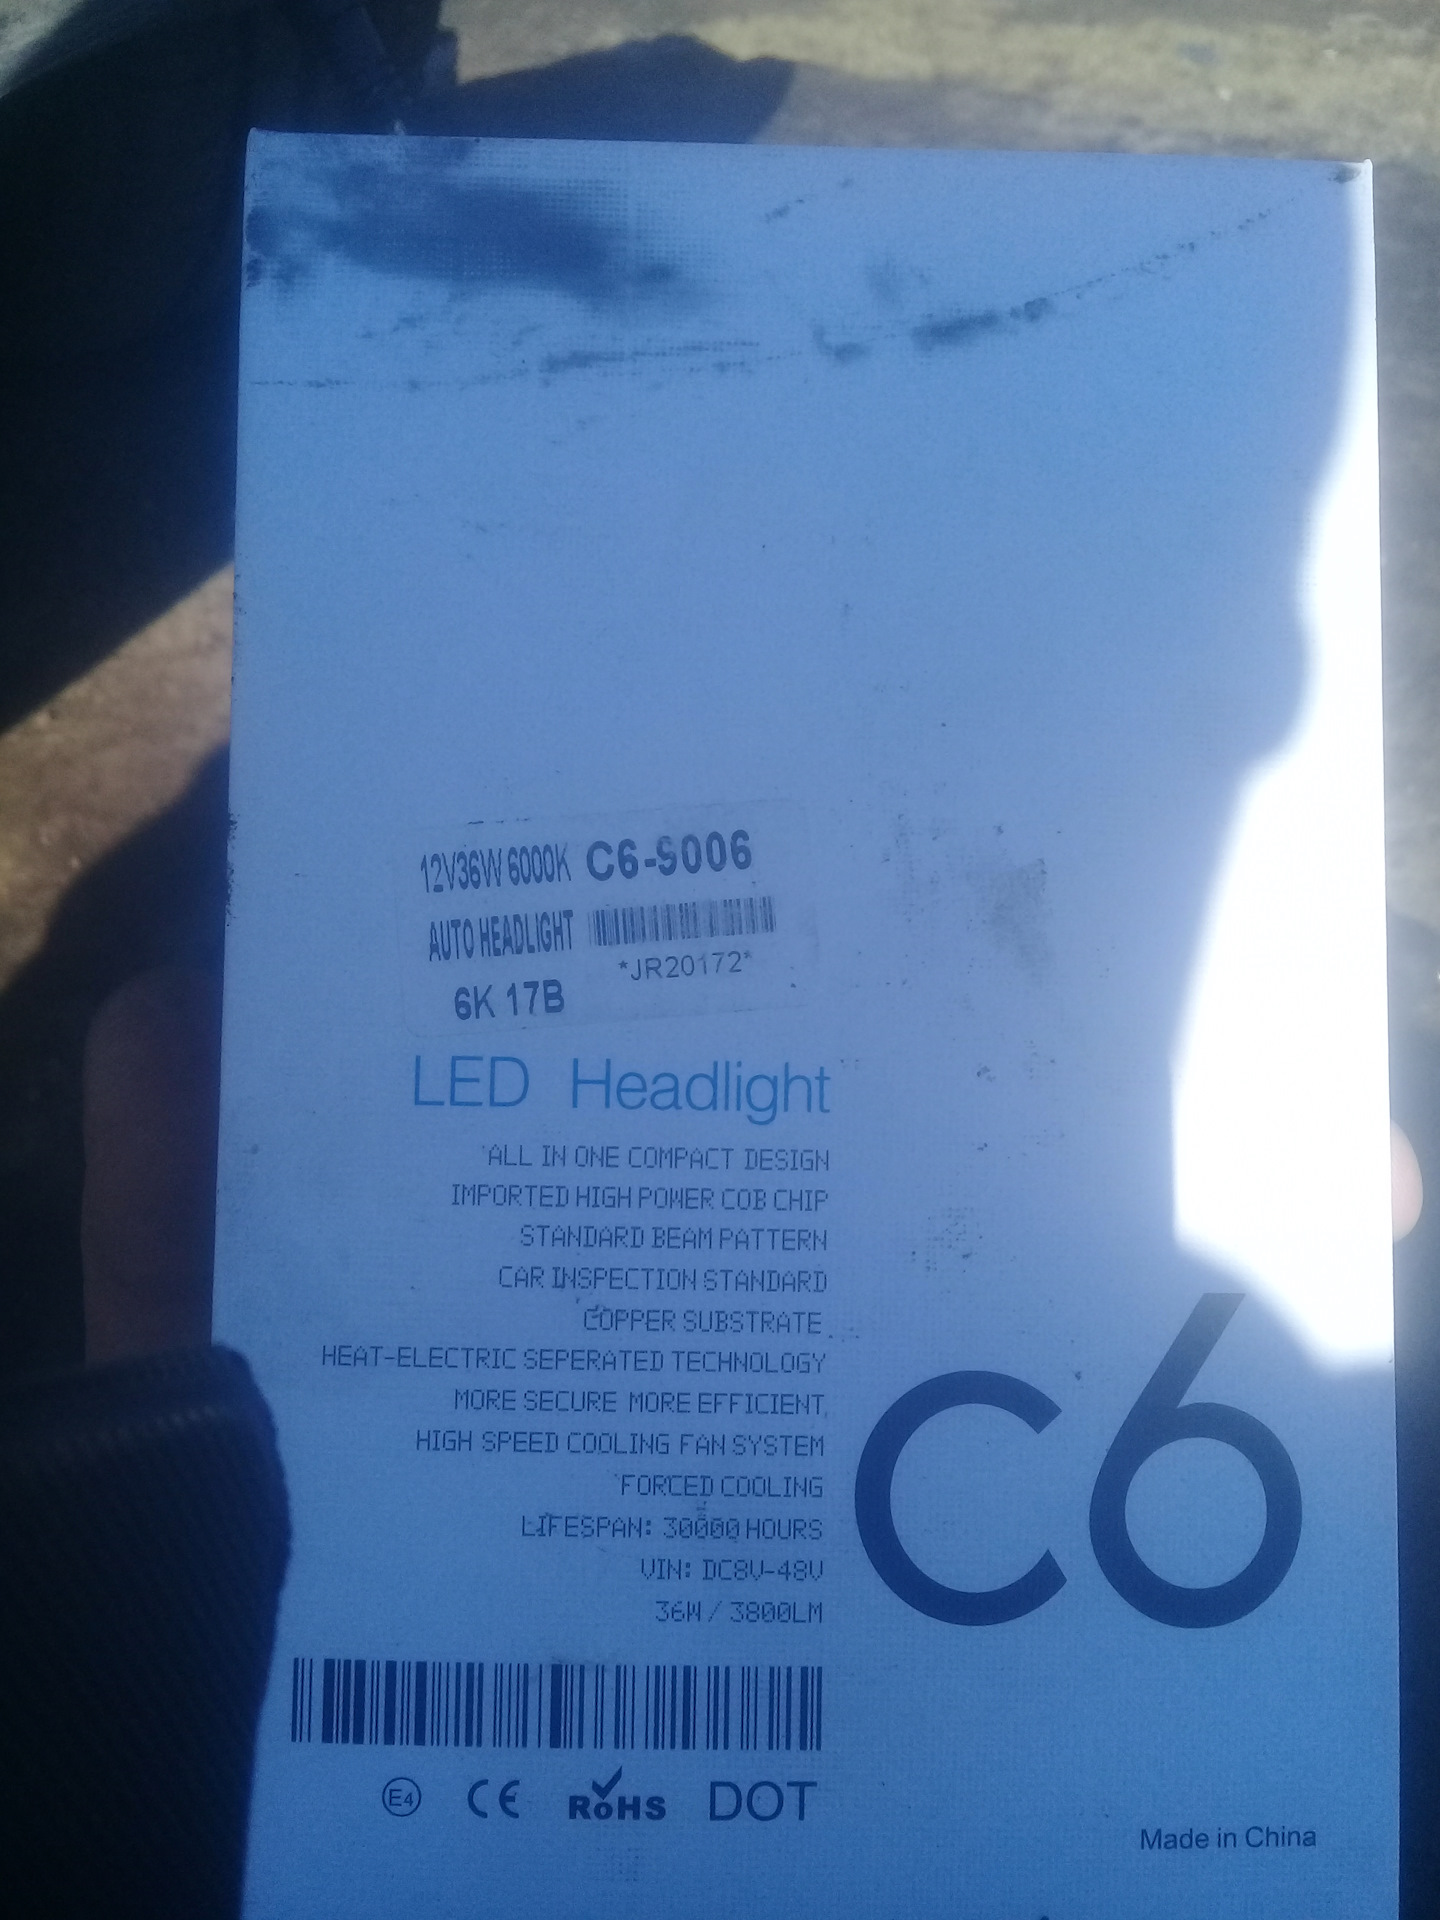 12V36W 6000K C6-9006
AUTO HEADLIGHT
*JR20172*
6K 17B
LED Headlight
ALL IN ONE COMPACT DESIGN
IMPORTED HIGH POWER COB CHIP
STANDARD BEAM PATTERN
CAR INSPECTION STANDARD
COPPER SUBSTRATE
HEAT-ELECTRIC SEPERATED TECHNOLOGY
MORE SECURE MORE EFFICIENT
HIGH SPEED COOLING FAN SYSTEM
FORCED COOLING
LIFESPAN: 30000 HOURS
VIN: DC8V-48V
36W / 3800LM
C6
E4 CE RoHS DOT
Made in China